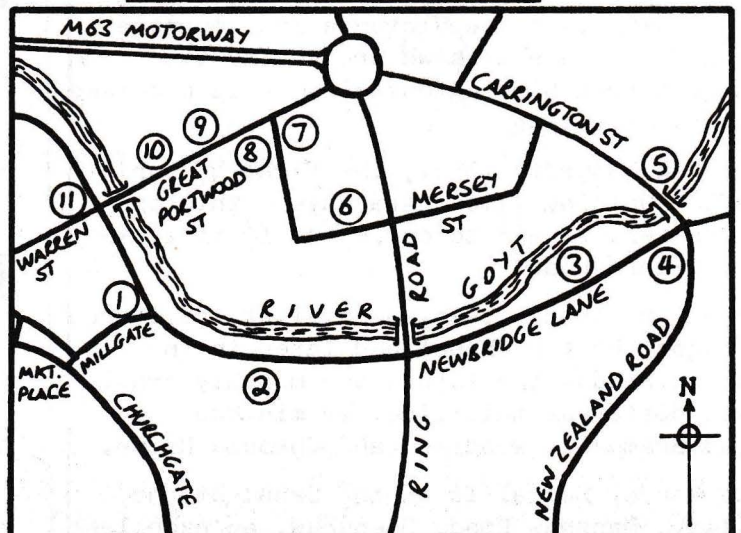 M63 MOTORWAY
CARRINGTON ST
9
7
10
8
5
GREAT
PORTWOOD
ST
11
6
MERSEY
ST
WARREN
ST
ROAD
GOYT
3
4
1
RIVER
NEWBRIDGE LANE
MILLGATE
MKT.
PLACE
2
CHURCHGATE
RING
NEW ZEALAND ROAD
N